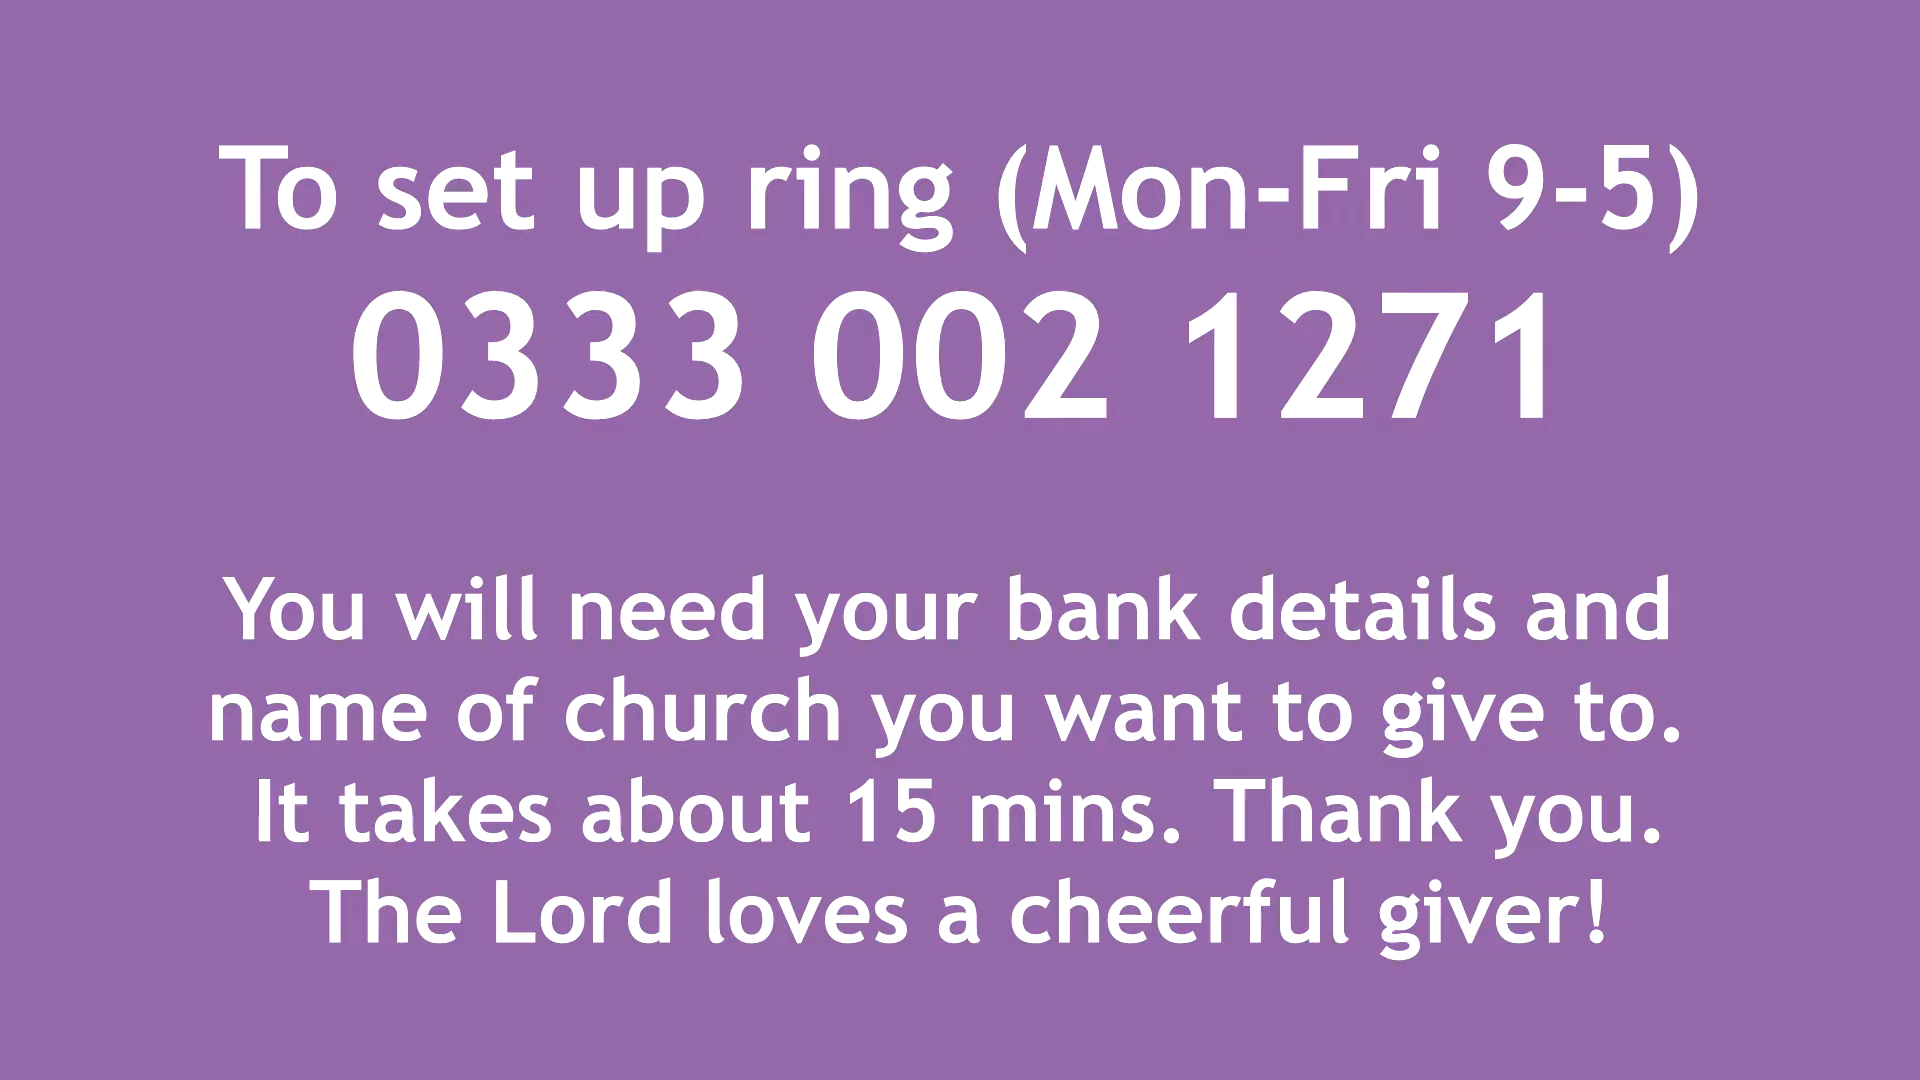 To set up ring (Mon-Fri 9-5)
0333 002 1271
You will need your bank details and
name of church you want to give to.
It takes about 15 mins. Thank you.
The Lord loves a cheerful giver!